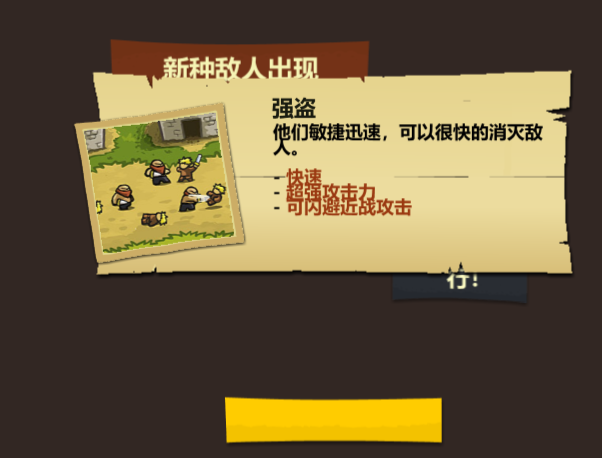 新种敌人出现
强盗
他们敏捷迅速，可以很快的消灭敌
人。
- 快速
- 超强攻击力
- 可闪避近战攻击
行！